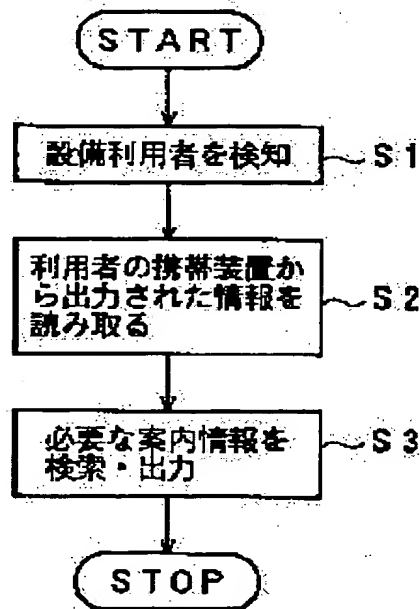 START
設備利用者を検知 S1
利用者の携帯装置か
ら出力された情報を S2
読み取る
必要な案内情報を S3
検索・出力
STOP